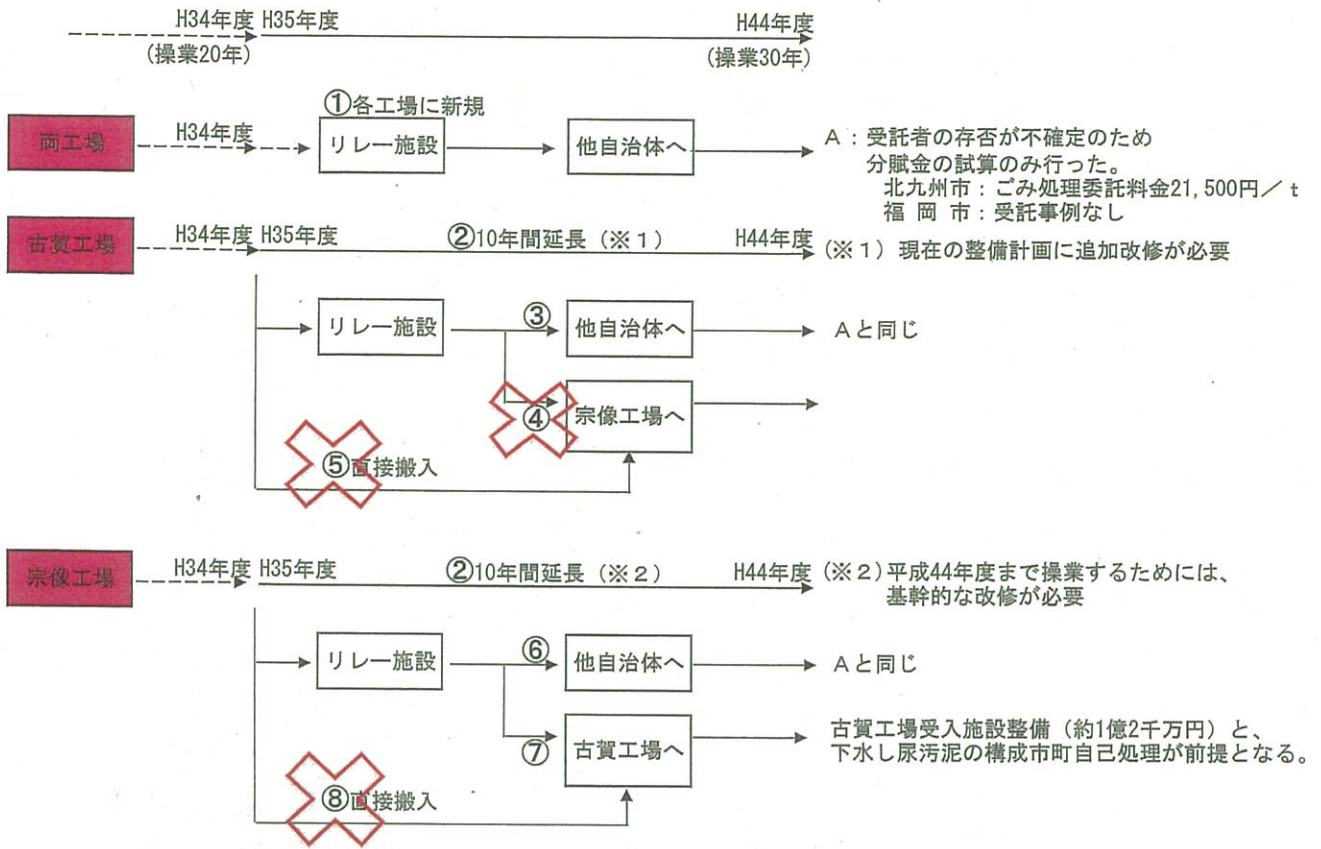 H34年度 H35年度 H44年度
(操業20年) (操業30年)
①各工場に新規
両工場 H34年度 リレー施設 他自治体へ A：受託者の存否が不確定のため
分賦金の試算のみ行った。
北九州市：ごみ処理委託料金21,500円／ｔ
福 岡 市：受託事例なし
古賀工場 H34年度 H35年度 ②10年間延長（※１） H44年度 (※１）現在の整備計画に追加改修が必要
リレー施設 ③ 他自治体へ Aと同じ
④ 宗像工場へ
⑤直接搬入
宗像工場 H34年度 H35年度 ②10年間延長（※２） H44年度 (※２)平成44年度まで操業するためには、
基幹的な改修が必要
リレー施設 ⑥ 他自治体へ Aと同じ
⑦ 古賀工場へ 古賀工場受入施設整備（約1億2千万円）と、
下水し尿汚泥の構成市町自己処理が前提となる。
⑧直接搬入